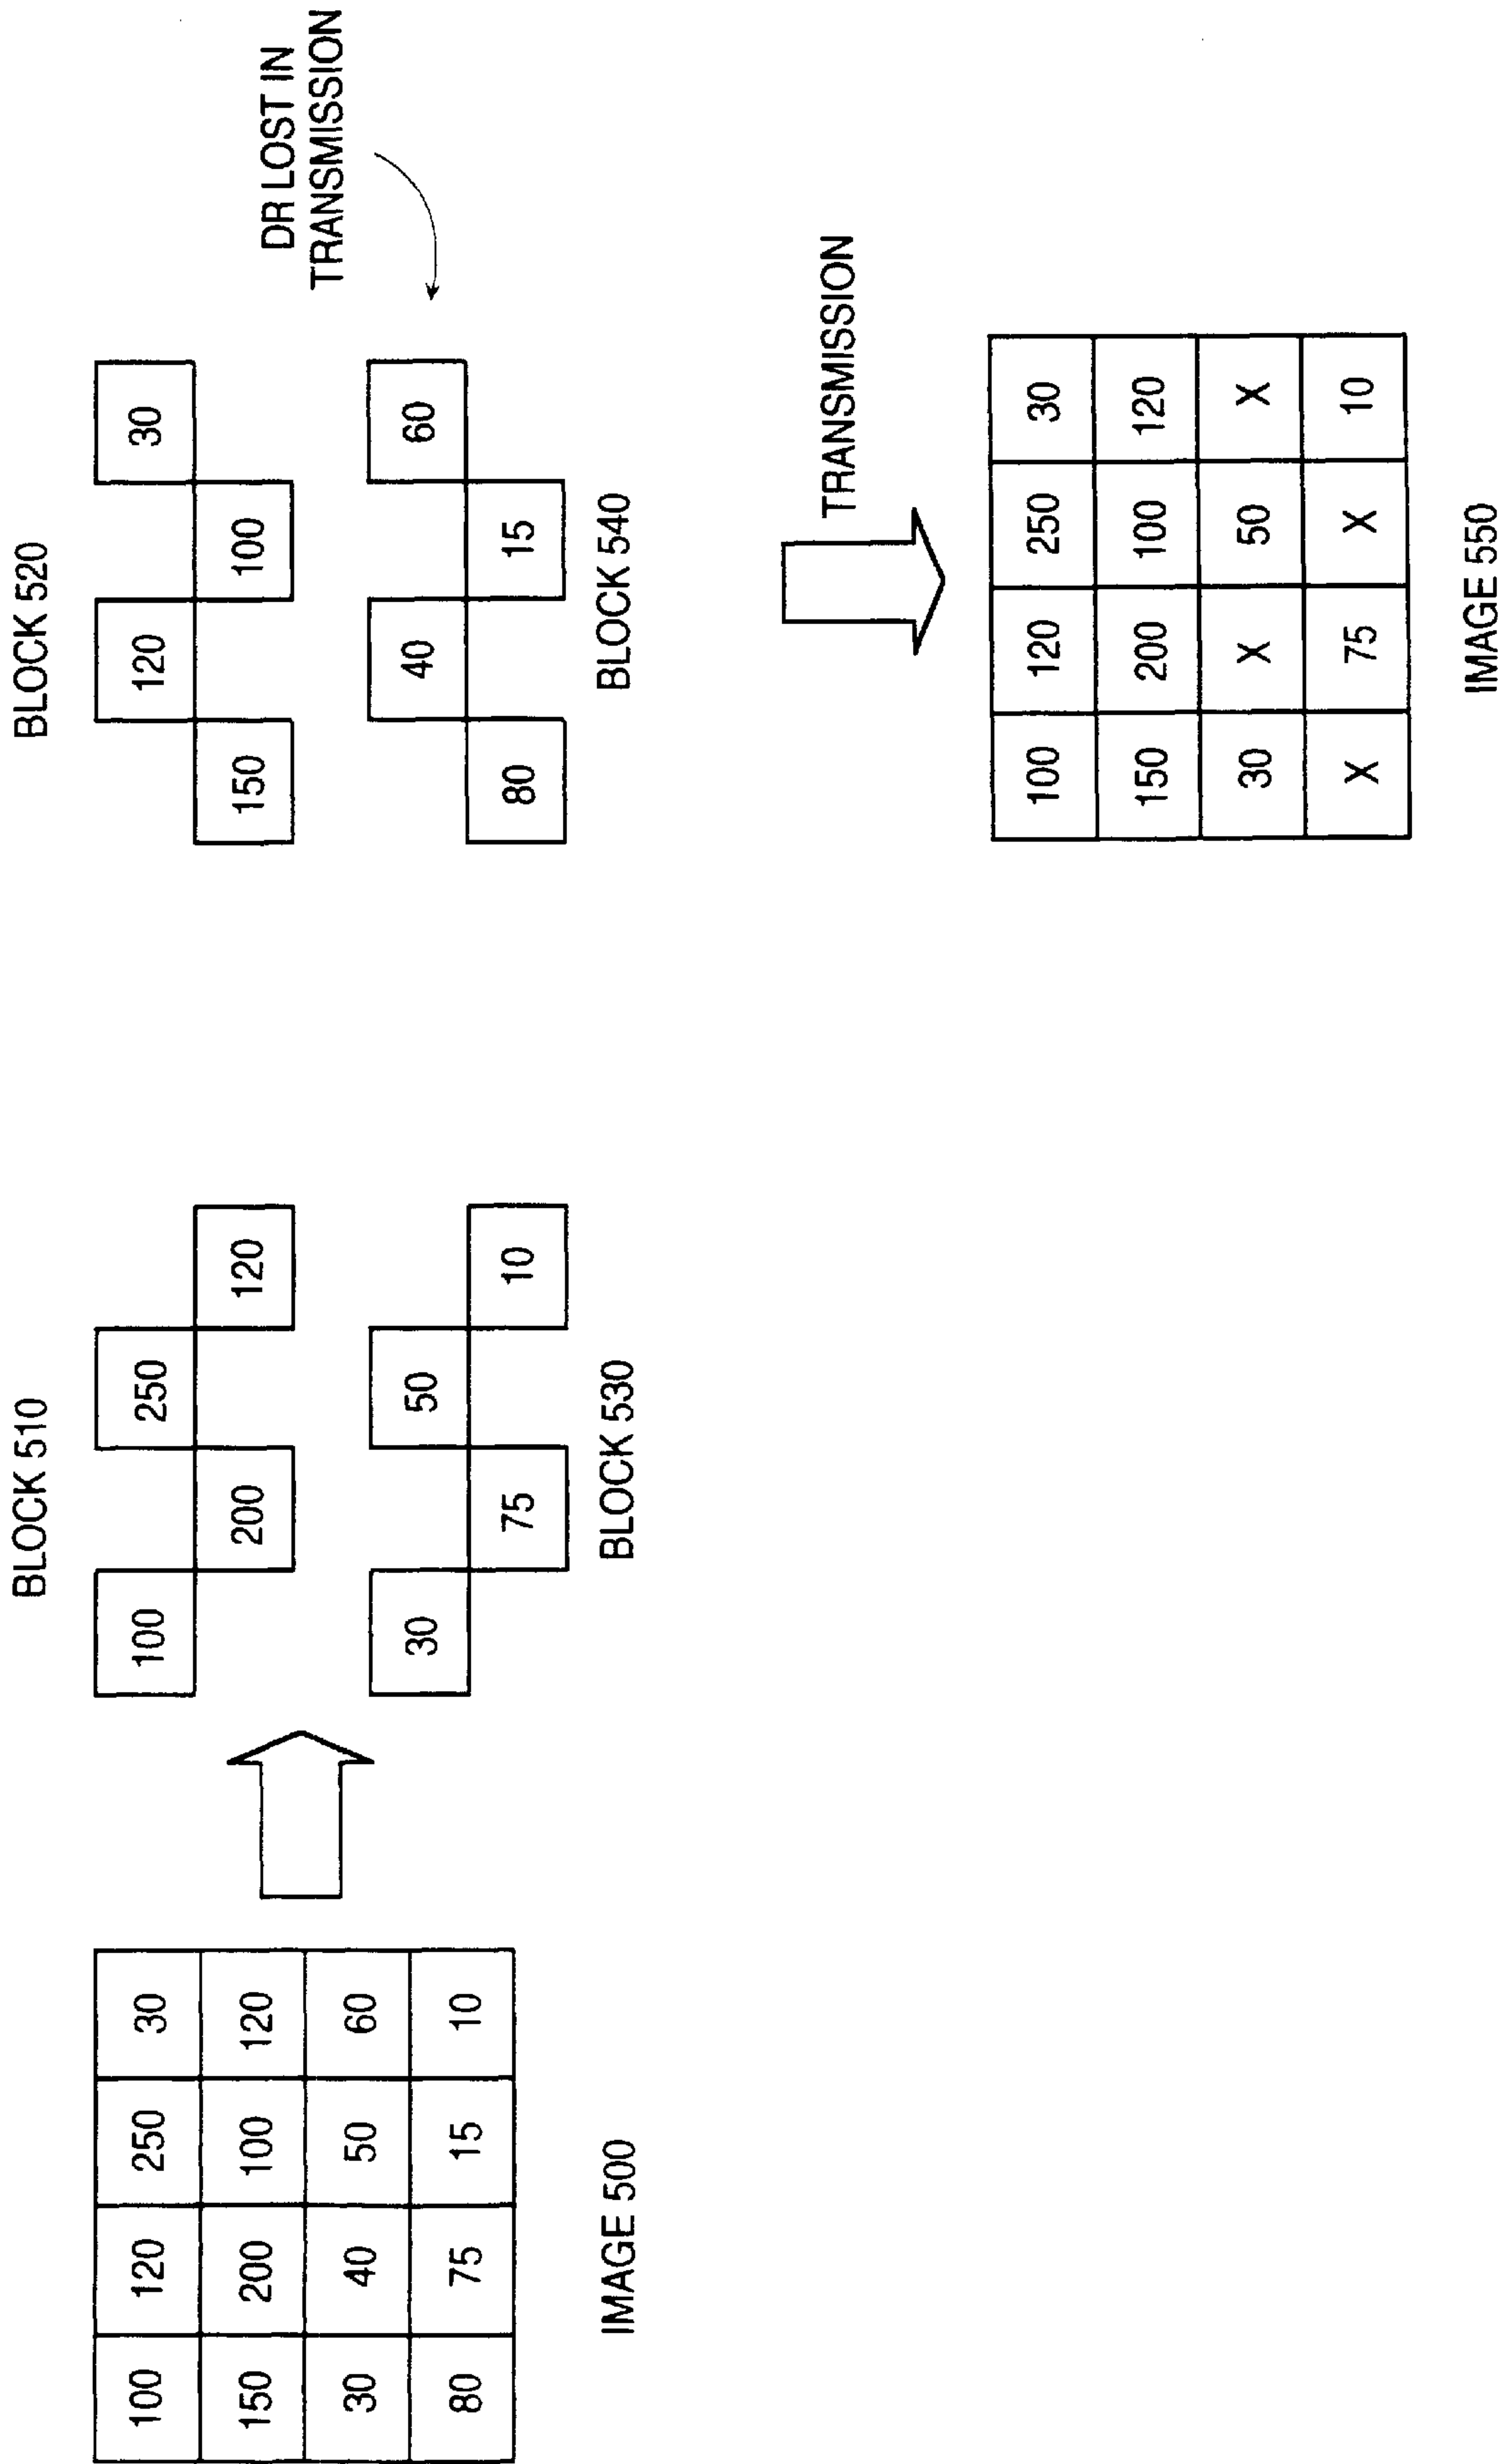 BLOCK 510
BLOCK 520
100 120 250 30
150 200 100 120
30 40 50 60
80 75 15 10
IMAGE 500
100 250
200 120
30 50
75 10
BLOCK 530
120 30
150 100
40 60
80 15
BLOCK 540
DR LOST IN
TRANSMISSION
TRANSMISSION
100 120 250 30
150 200 100 120
30 X 50 X
X 75 X 10
IMAGE 550